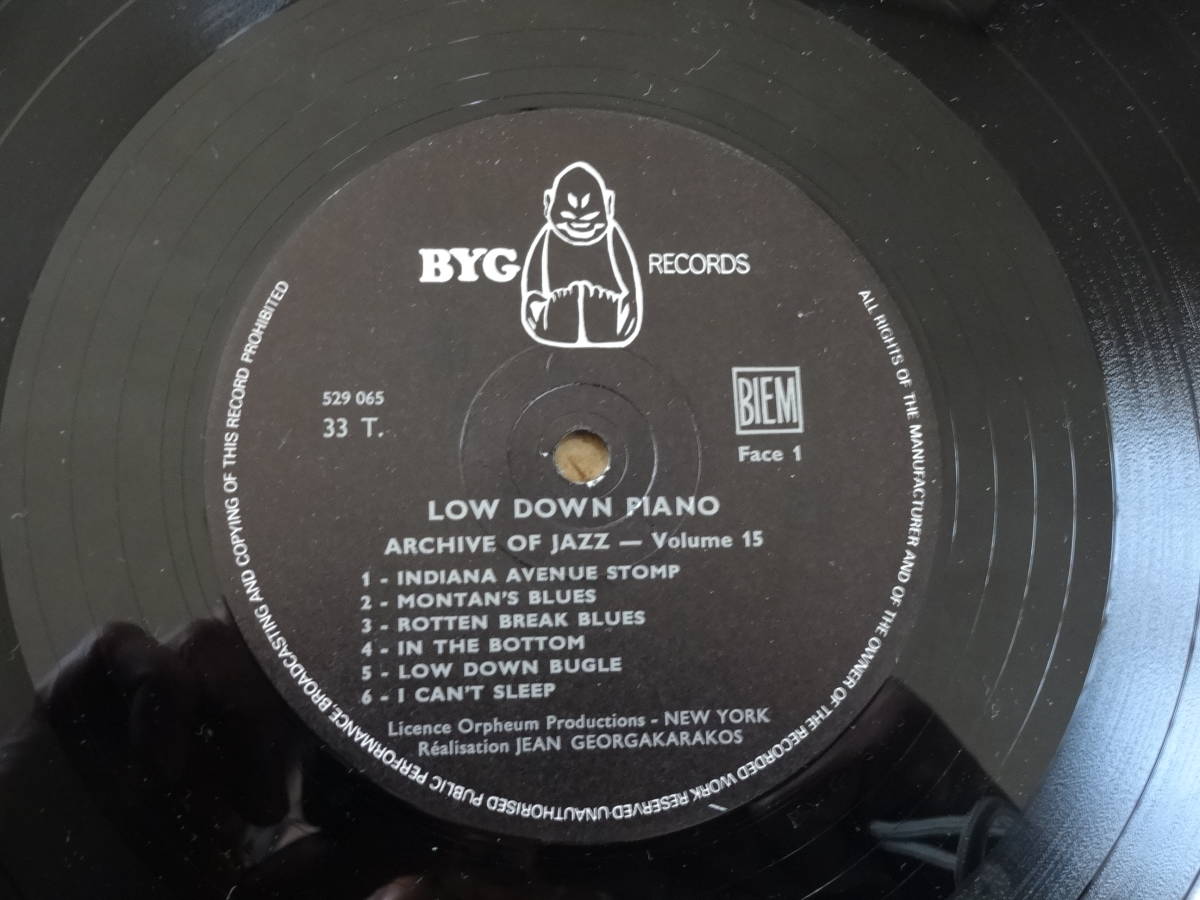 BYG RECORDS
529 065
33 T.
BIEM
Face 1
LOW DOWN PIANO
ARCHIVE OF JAZZ — Volume 15
1 - INDIANA AVENUE STOMP
2 - MONTAN'S BLUES
3 - ROTTEN BREAK BLUES
4 - IN THE BOTTOM
5 - LOW DOWN BUGLE
6 - I CAN'T SLEEP
Licence Orpheum Productions - NEW YORK
Réalisation JEAN GEORGAKARAKOS
ALL RIGHTS OF THE MANUFACTURER AND OF THE OWNER OF THE RECORDED WORK RESERVED·UNAUTHORISED PUBLIC PERFORMANCE, BROADCASTING AND COPYING OF THIS RECORD PROHIBITED